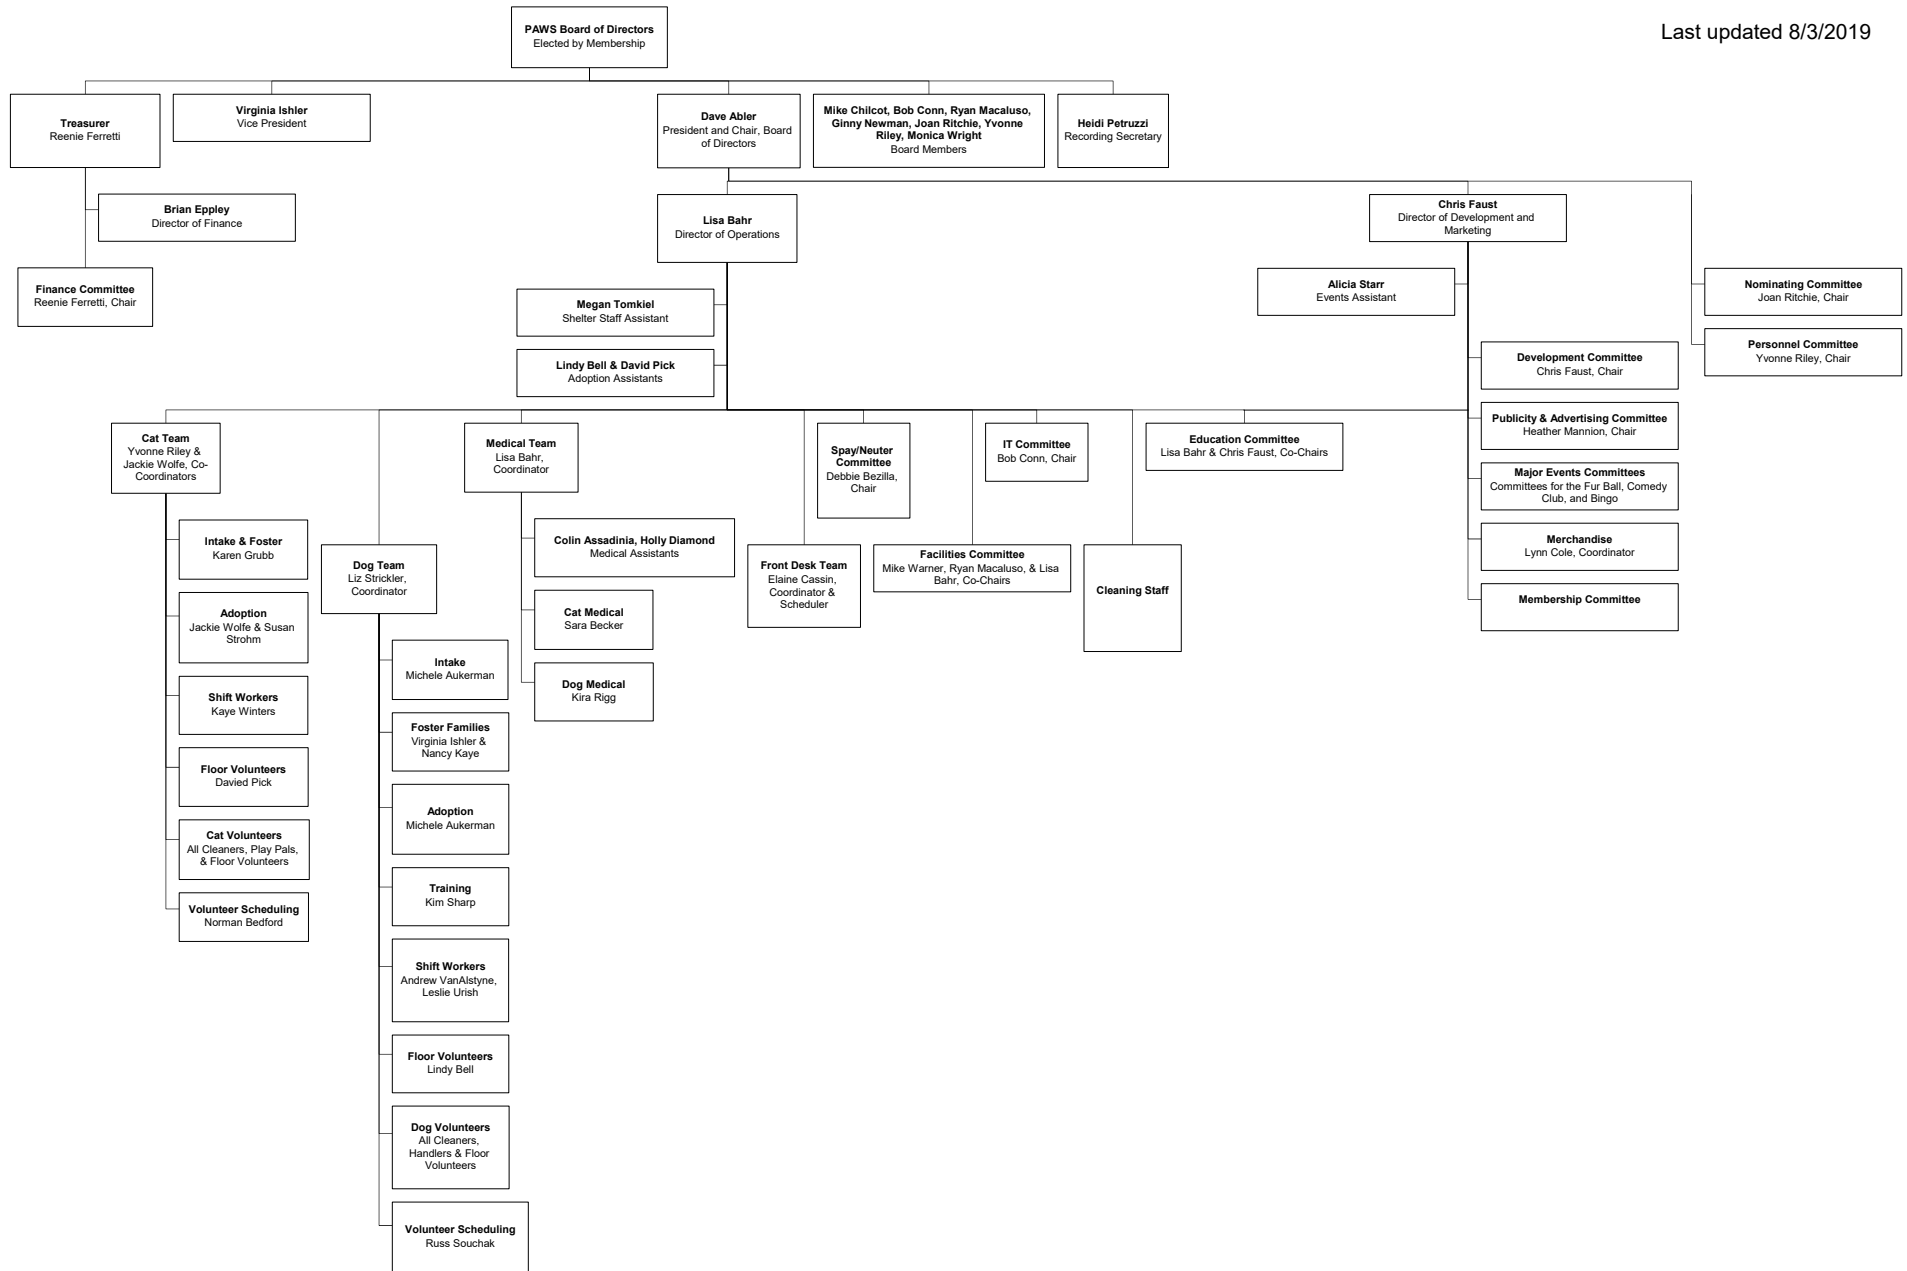 Last updated 8/3/2019
PAWS Board of Directors
Elected by Membership
Treasurer
Reenie Ferretti
Virginia Ishler
Vice President
Dave Abler
President and Chair, Board
of Directors
Mike Chilcot, Bob Conn, Ryan Macaluso,
Ginny Newman, Joan Ritchie, Yvonne
Riley, Monica Wright
Board Members
Heidi Petruzzi
Recording Secretary
Brian Eppley
Director of Finance
Lisa Bahr
Director of Operations
Chris Faust
Director of Development and
Marketing
Finance Committee
Reenie Ferretti, Chair
Megan Tomkiel
Shelter Staff Assistant
Alicia Starr
Events Assistant
Nominating Committee
Joan Ritchie, Chair
Lindy Bell & David Pick
Adoption Assistants
Development Committee
Chris Faust, Chair
Personnel Committee
Yvonne Riley, Chair
Cat Team
Yvonne Riley &
Jackie Wolfe, Co-
Coordinators
Medical Team
Lisa Bahr,
Coordinator
Spay/Neuter
Committee
Debbie Bezilla,
Chair
IT Committee
Bob Conn, Chair
Education Committee
Lisa Bahr & Chris Faust, Co-Chairs
Publicity & Advertising Committee
Heather Mannion, Chair
Major Events Committees
Committees for the Fur Ball, Comedy
Club, and Bingo
Merchandise
Lynn Cole, Coordinator
Membership Committee
Intake & Foster
Karen Grubb
Adoption
Jackie Wolfe & Susan
Strohm
Shift Workers
Kaye Winters
Floor Volunteers
Davied Pick
Cat Volunteers
All Cleaners, Play Pals,
& Floor Volunteers
Volunteer Scheduling
Norman Bedford
Dog Team
Liz Strickler,
Coordinator
Colin Assadinia, Holly Diamond
Medical Assistants
Cat Medical
Sara Becker
Dog Medical
Kira Rigg
Front Desk Team
Elaine Cassin,
Coordinator &
Scheduler
Facilities Committee
Mike Warner, Ryan Macaluso, & Lisa
Bahr, Co-Chairs
Cleaning Staff
Intake
Michele Aukerman
Foster Families
Virginia Ishler &
Nancy Kaye
Adoption
Michele Aukerman
Training
Kim Sharp
Shift Workers
Andrew VanAlstyne,
Leslie Urish
Floor Volunteers
Lindy Bell
Dog Volunteers
All Cleaners,
Handlers & Floor
Volunteers
Volunteer Scheduling
Russ Souchak